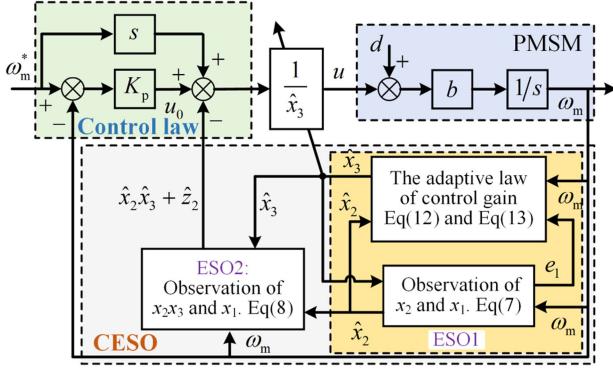 s
ω*ₘ
+
−
Kₚ
u₀
+
+
−
Control law
1/x̂₃
u
d
+
PMSM
b
1/s
ωₘ
x̂₂x̂₃ + ẑ₂
x̂₃
x̂₃
x̂₂
The adaptive law
of control gain
Eq(12) and Eq(13)
ωₘ
e₁
ESO2:
Observation of
x₂x₃ and x₁. Eq(8)
Observation of
x₂ and x₁. Eq(7)
ωₘ
x̂₂
ESO1
CESO
ωₘ